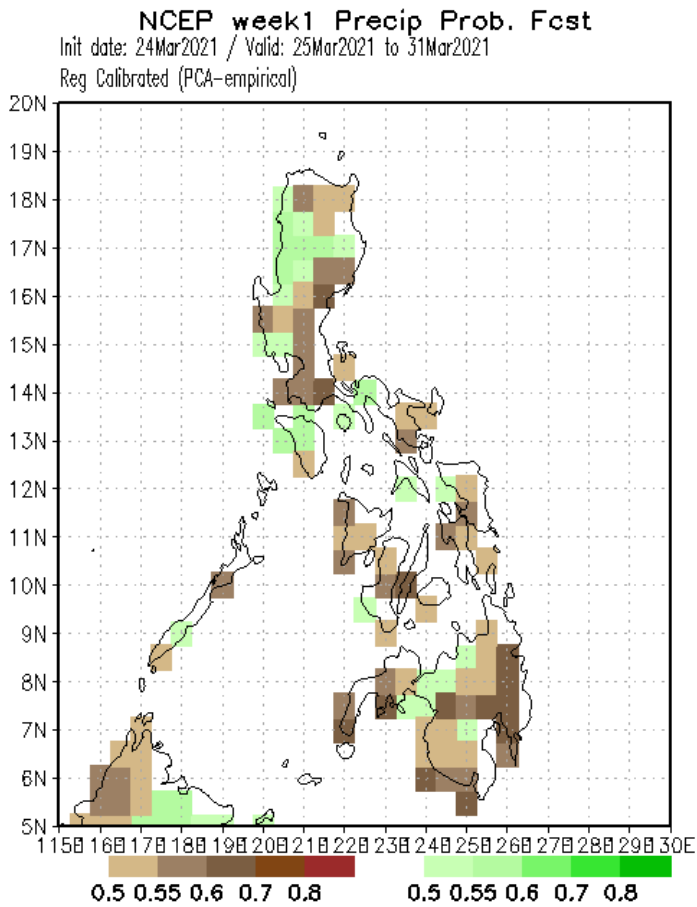 NCEP week1 Precip Prob. Fcst
Init date: 24Mar2021 / Valid: 25Mar2021 to 31Mar2021
Reg Calibrated (PCA-empirical)
20N
19N
18N
17N
16N
15N
14N
13N
12N
11N
10N
9N
8N
7N
6N
5N
115E 116E 117E 118E 119E 120E 121E 122E 123E 124E 125E 126E 127E 128E 129E 130E
0.5 0.55 0.6 0.7 0.8 0.5 0.55 0.6 0.7 0.8